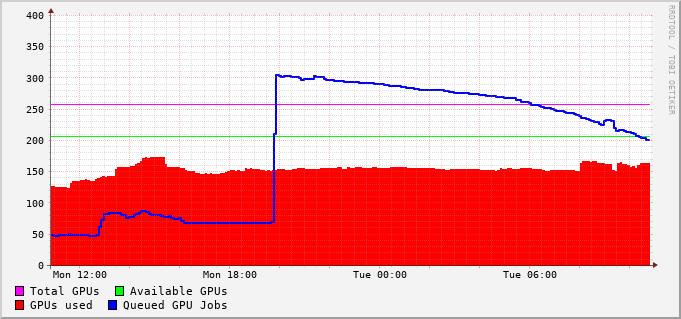 400
350
300
250
200
150
100
50
0
Mon 12:00 Mon 18:00 Tue 00:00 Tue 06:00
Total GPUs Available GPUs
GPUs used Queued GPU Jobs
RRDTOOL / TOBI OETIKER